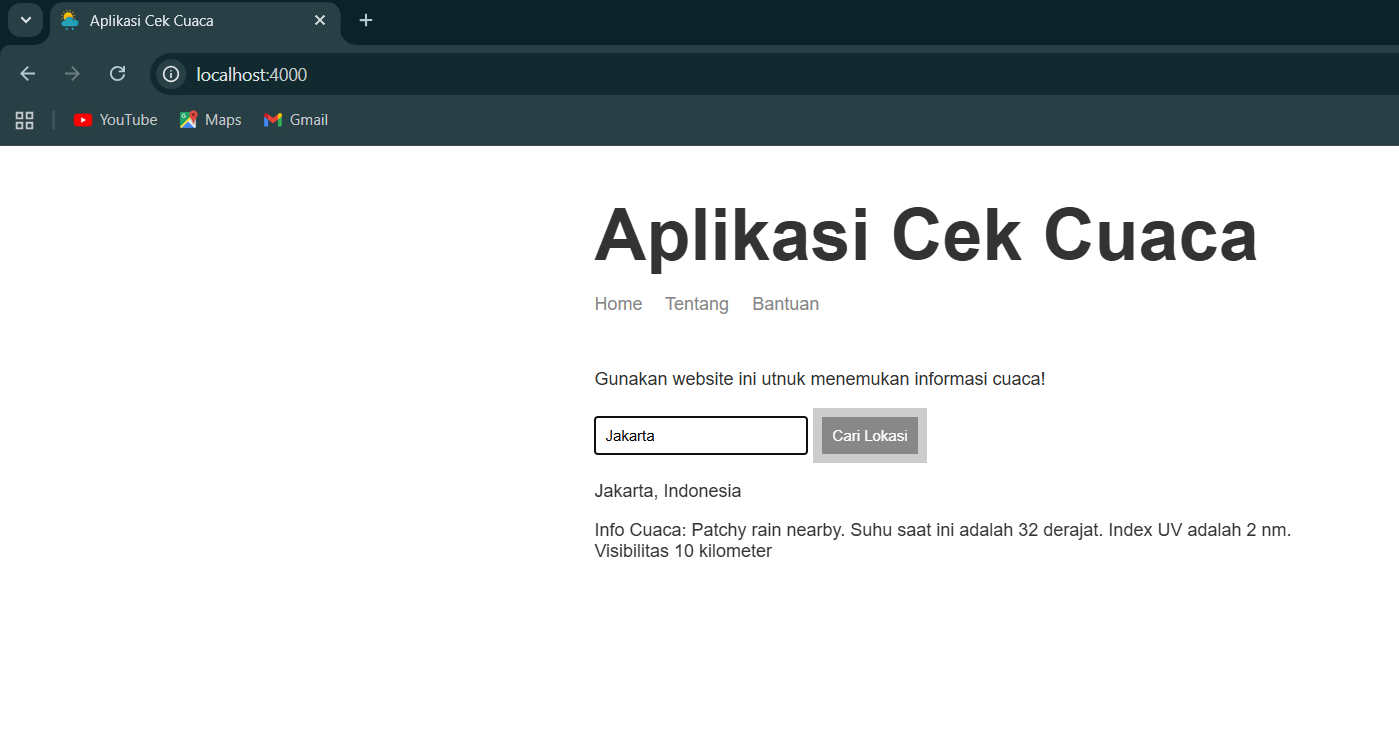 Aplikasi Cek Cuaca
localhost:4000
YouTube Maps Gmail
Aplikasi Cek Cuaca
Home Tentang Bantuan
Gunakan website ini utnuk menemukan informasi cuaca!
Jakarta Cari Lokasi
Jakarta, Indonesia
Info Cuaca: Patchy rain nearby. Suhu saat ini adalah 32 derajat. Index UV adalah 2 nm.
Visibilitas 10 kilometer